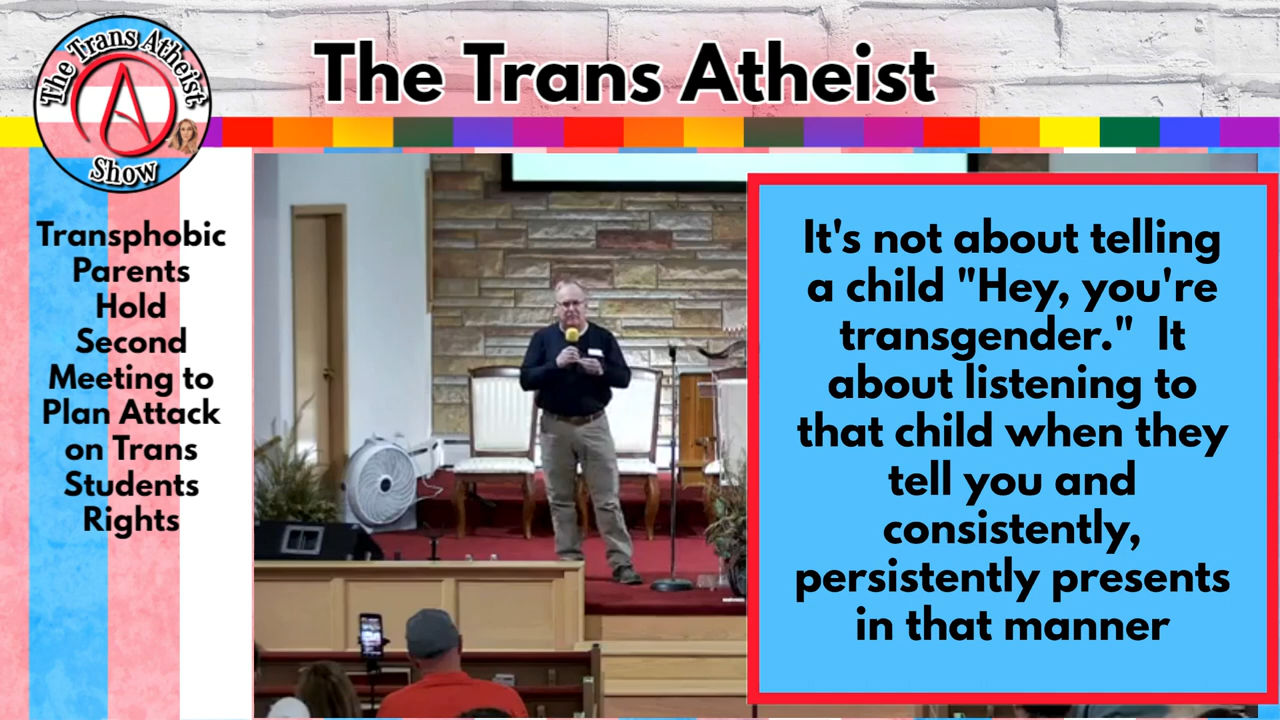 The Trans Atheist
Show
The Trans Atheist
Transphobic
Parents
Hold
Second
Meeting to
Plan Attack
on Trans
Students
Rights
It's not about telling
a child "Hey, you're
transgender." It
about listening to
that child when they
tell you and
consistently,
persistently presents
in that manner